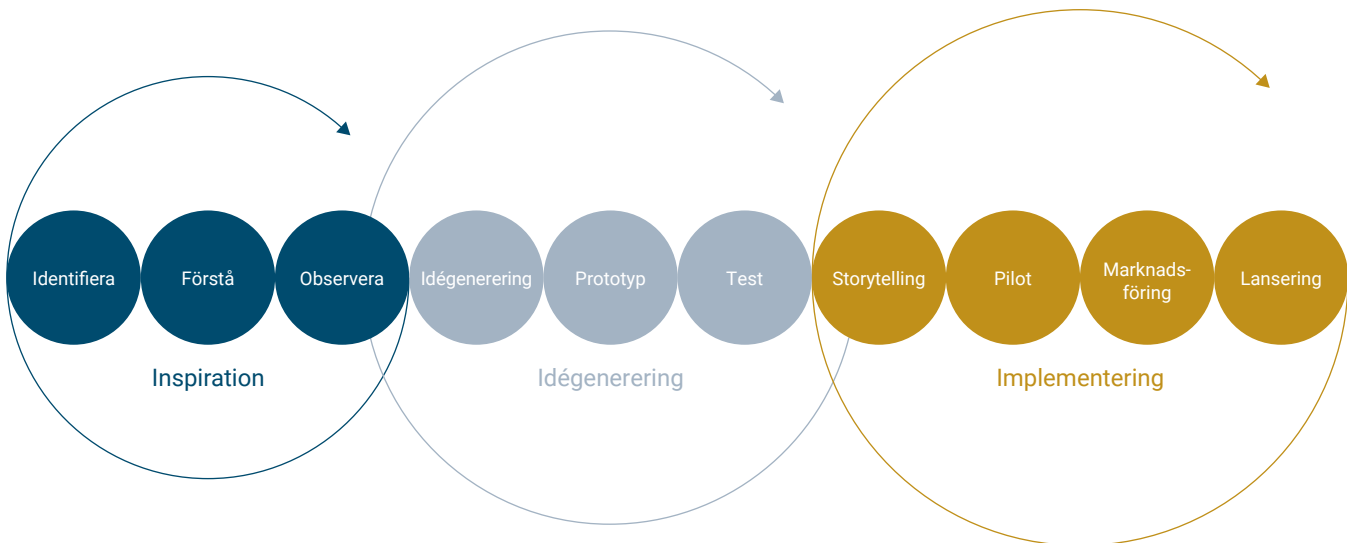 Identifiera
Förstå
Observera
Idégenerering
Prototyp
Test
Storytelling
Pilot
Marknads-
föring
Lansering
Inspiration
Idégenerering
Implementering